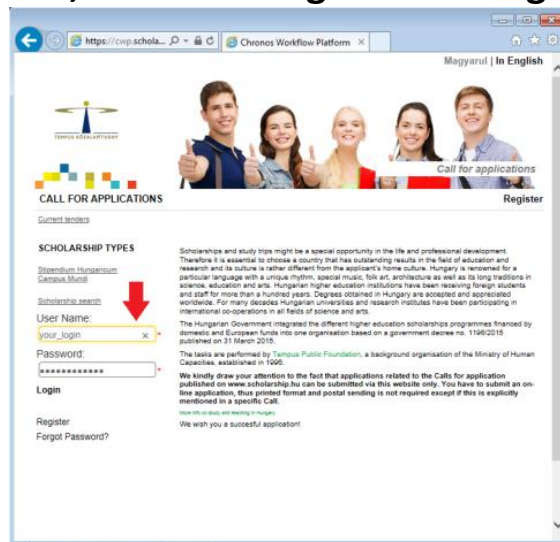 https://cwp.schola...
Chronos Workflow Platform
Magyarul | In English
TEMPUS KÖZALAPÍTVÁNY
Call for applications
CALL FOR APPLICATIONS
Register
Current tenders
SCHOLARSHIP TYPES
Stipendium Hungaricum
Campus Mundi
Scholarship search
User Name:
your_login
Password:
Login
Register
Forgot Password?
Scholarships and study trips might be a special opportunity in the life and professional development.
Therefore it is essential to choose a country that has outstanding results in the field of education and
research and its culture is rather different from the applicant's home culture. Hungary is renowned for a
particular language with a unique rhythm, special music, folk art, architecture as well as its long traditions in
science, education and arts. Hungarian higher education institutions have been receiving foreign students
and staff for more than a hundred years. Degrees obtained in Hungary are accepted and appreciated
worldwide. For many decades Hungarian universities and research institutes have been participating in
international co-operations in all fields of science and arts.
The Hungarian Government integrated the different higher education scholarships programmes financed by
domestic and European funds into one organisation based on a government decree no. 1196/2015
published on 31 March 2015.
The tasks are performed by Tempus Public Foundation, a background organisation of the Ministry of Human
Capacities, established in 1996.
We kindly draw your attention to the fact that applications related to the Calls for application
published on www.scholarship.hu can be submitted via this website only. You have to submit an on-
line application, thus printed format and postal sending is not required except if this is explicitly
mentioned in a specific Call.
More info on study and teaching in Hungary
We wish you a succesful application!